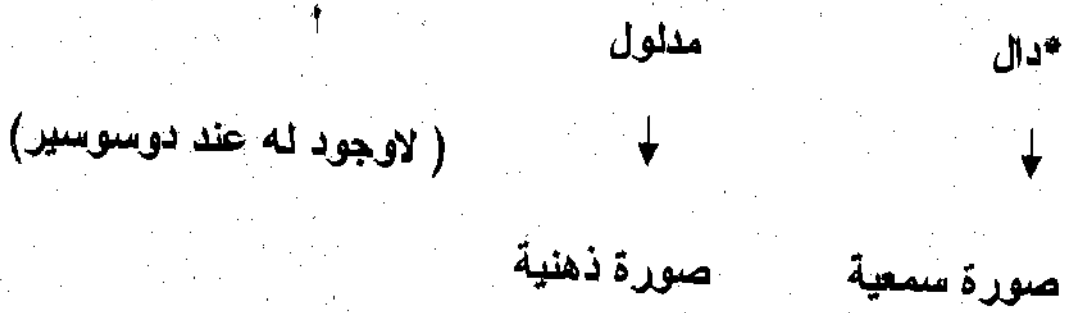 *دال مدلول
(لاوجود له عند دوسوسير)
صورة سمعية صورة ذهنية